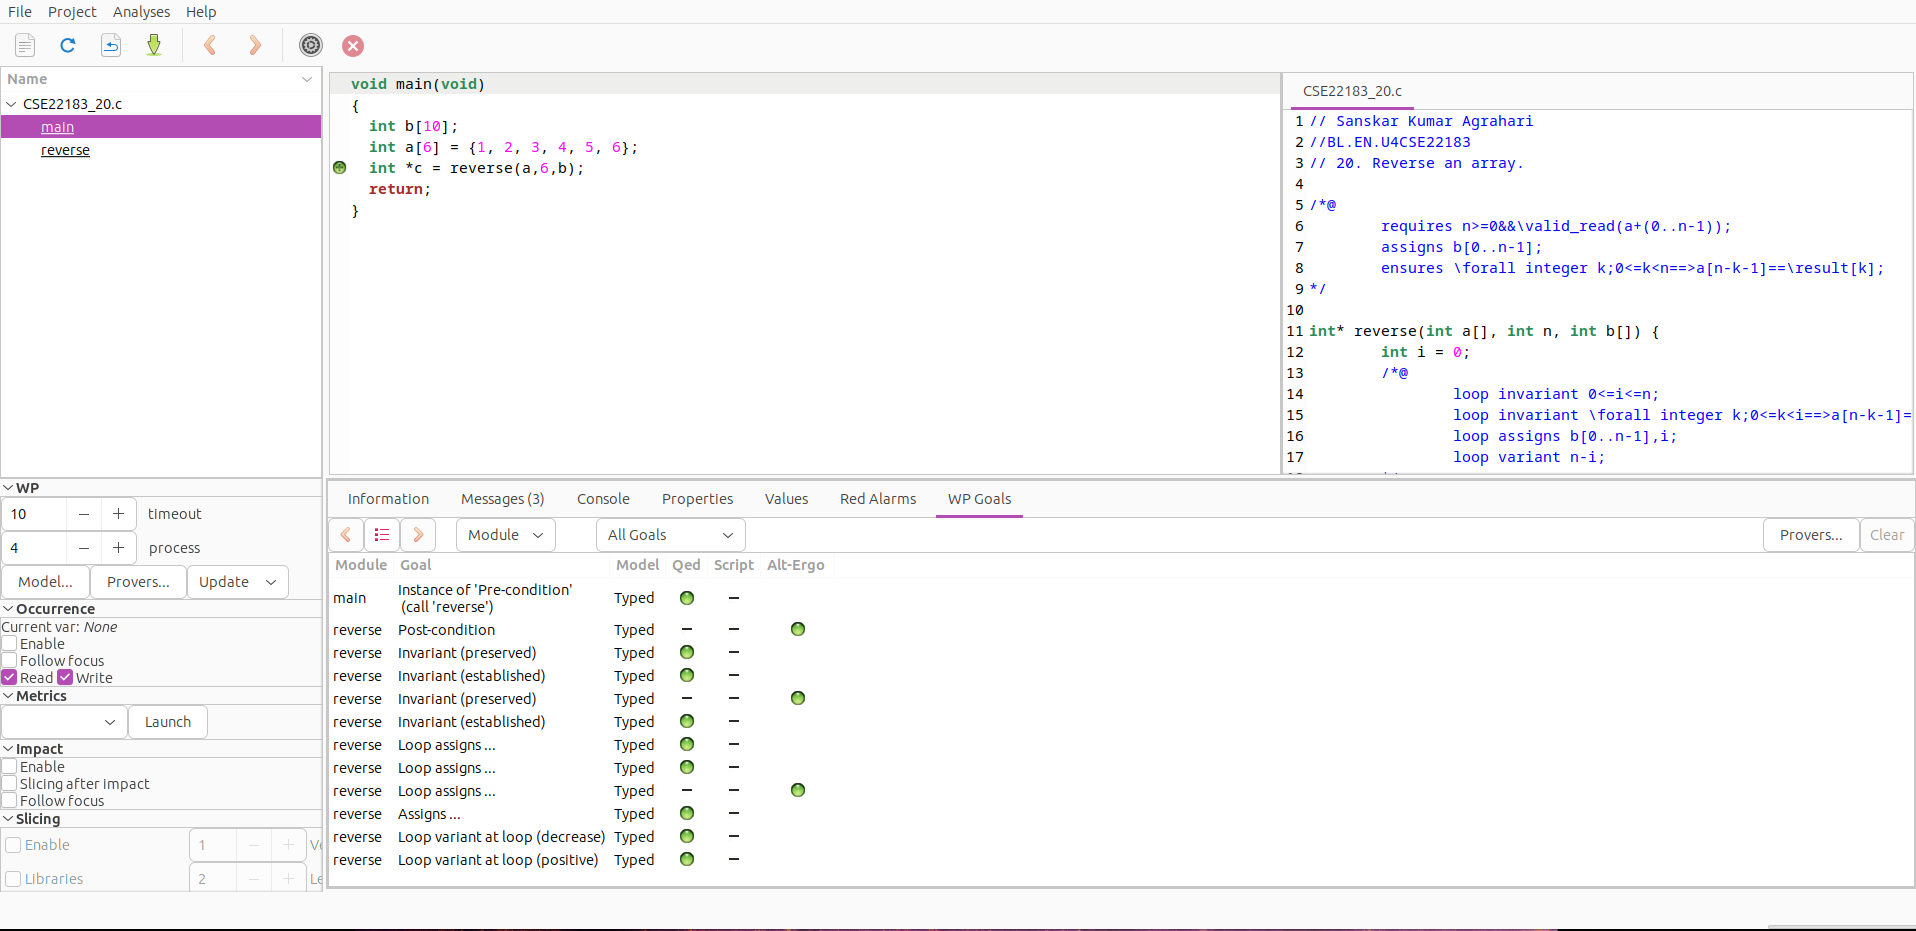 File Project Analyses Help
Name
CSE22183_20.c
main
reverse
void main(void)
{
int b[10];
int a[6] = {1, 2, 3, 4, 5, 6};
int *c = reverse(a,6,b);
return;
}
CSE22183_20.c
1 // Sanskar Kumar Agrahari
2 //BL.EN.U4CSE22183
3 // 20. Reverse an array.
4
5 /*@
6 requires n>=0&&\valid_read(a+(0..n-1));
7 assigns b[0..n-1];
8 ensures \forall integer k;0<=k<n==>a[n-k-1]==\result[k];
9 */
10
11 int* reverse(int a[], int n, int b[]) {
12 int i = 0;
13 /*@
14 loop invariant 0<=i<=n;
15 loop invariant \forall integer k;0<=k<i==>a[n-k-1]=
16 loop assigns b[0..n-1],i;
17 loop variant n-i;
WP
10 timeout
4 process
Model... Provers... Update
Occurrence
Current var: None
Enable
Follow focus
Read Write
Metrics
Launch
Impact
Enable
Slicing after impact
Follow focus
Slicing
Enable 1
Libraries 2
Information Messages (3) Console Properties Values Red Alarms WP Goals
Module All Goals Provers... Clear
Module Goal Model Qed Script Alt-Ergo
main Instance of 'Pre-condition' (call 'reverse') Typed
reverse Post-condition Typed
reverse Invariant (preserved) Typed
reverse Invariant (established) Typed
reverse Invariant (preserved) Typed
reverse Invariant (established) Typed
reverse Loop assigns ... Typed
reverse Loop assigns ... Typed
reverse Loop assigns ... Typed
reverse Assigns ... Typed
reverse Loop variant at loop (decrease) Typed
reverse Loop variant at loop (positive) Typed